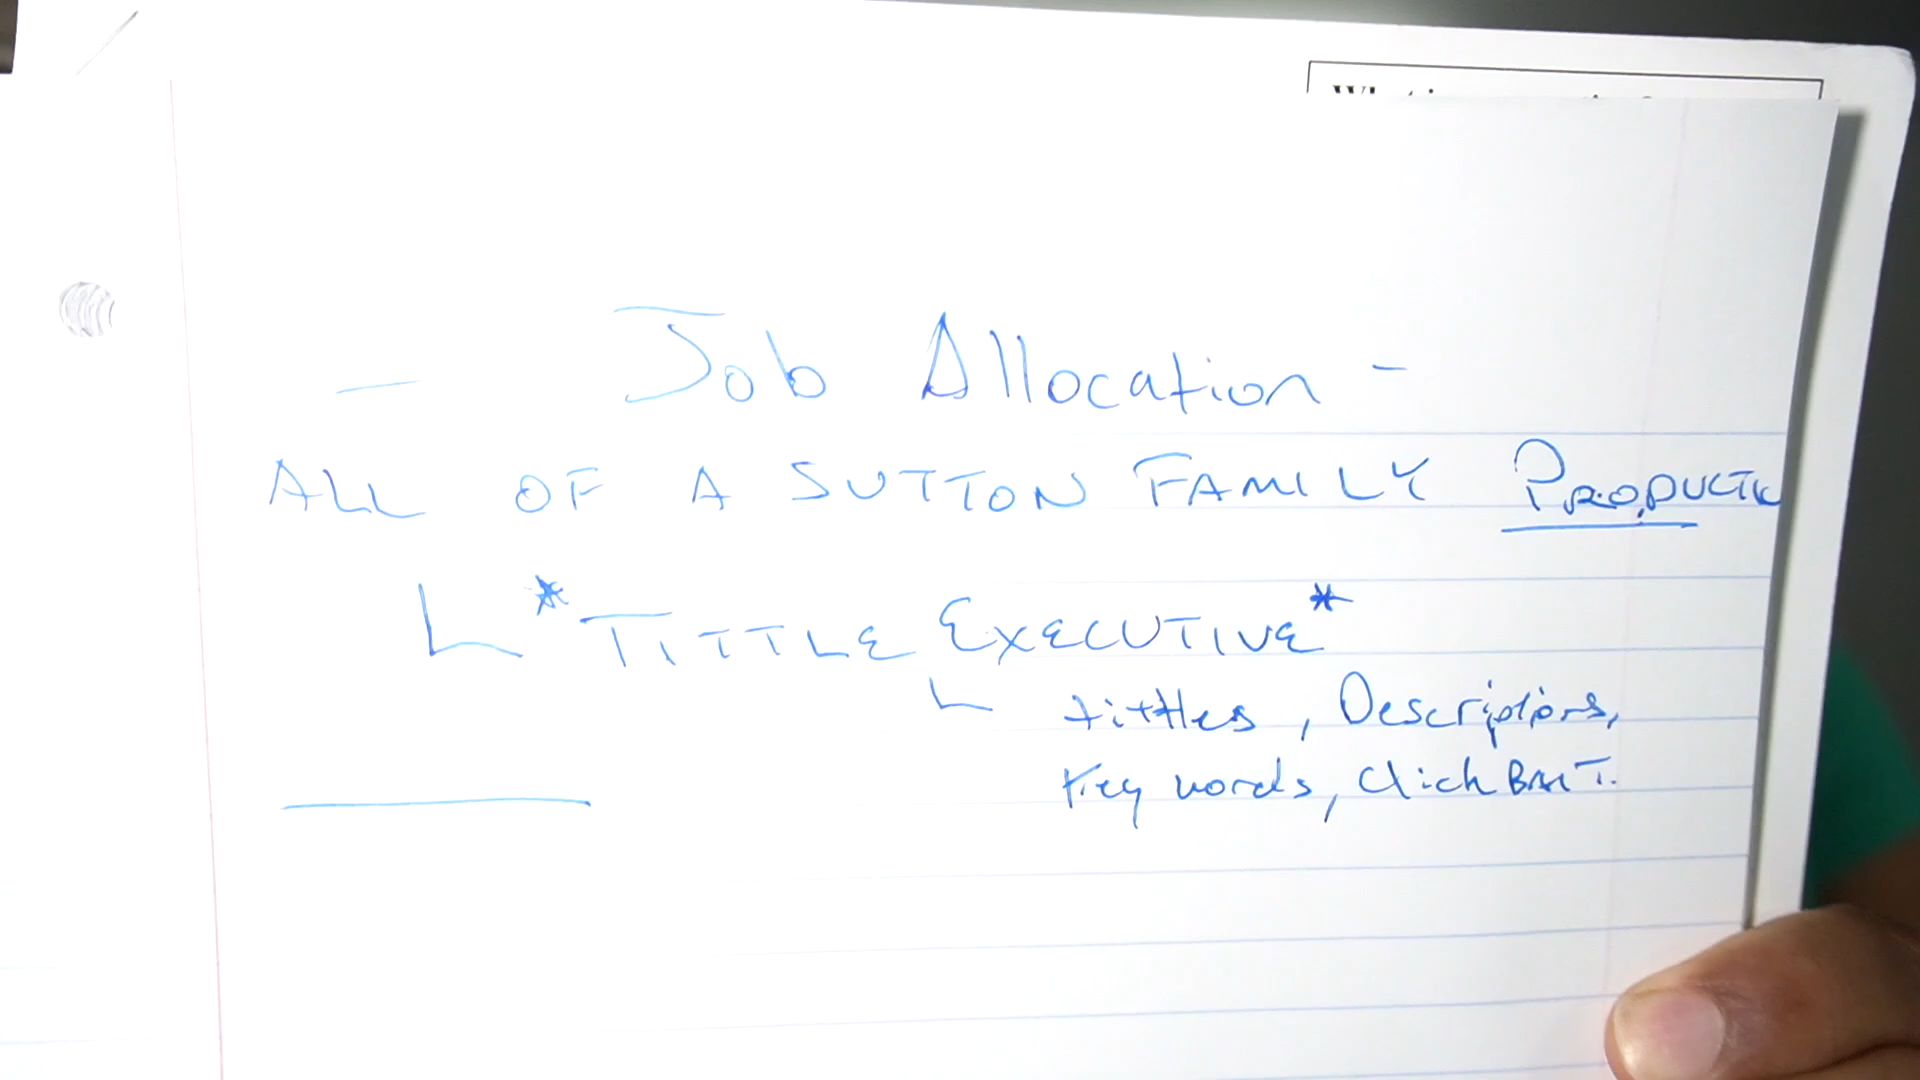 - Job Allocation -
ALL OF A SUTTON FAMILY PRODUCTI
* TITTLE EXECUTIVE *
tittles, Descriptions,
Key words, Click BAIT.